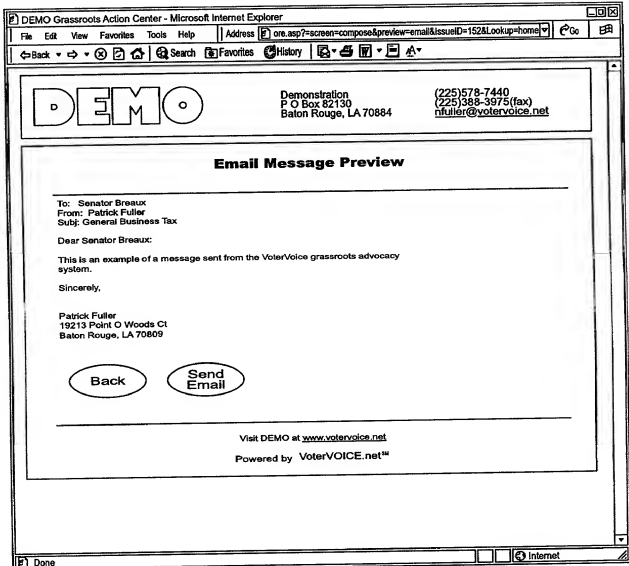 DEMO Grassroots Action Center - Microsoft Internet Explorer
File Edit View Favorites Tools Help Address ore.asp?=screen=compose&preview=email&IssueID=152&Lookup=home Go
Back Search Favorites History
DEMO
Demonstration
P O Box 82130
Baton Rouge, LA 70884
(225)578-7440
(225)388-3975(fax)
nfuller@votervoice.net
Email Message Preview
To: Senator Breaux
From: Patrick Fuller
Subj: General Business Tax
Dear Senator Breaux:
This is an example of a message sent from the VoterVoice grassroots advocacy
system.
Sincerely,
Patrick Fuller
19213 Point O Woods Ct
Baton Rouge, LA 70809
Back
Send
Email
Visit DEMO at www.votervoice.net
Powered by VoterVOICE.net℠
Done Internet